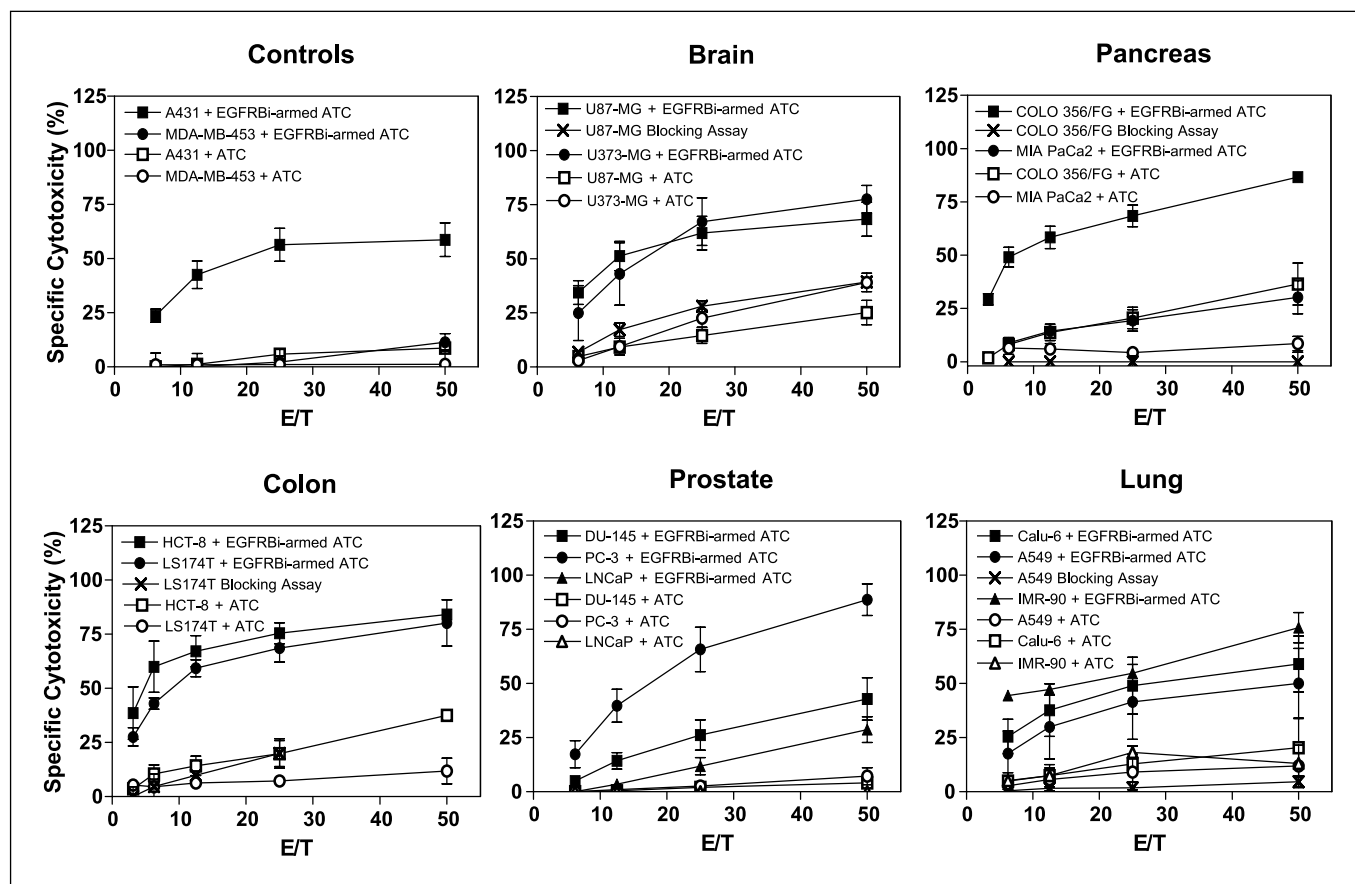 Controls
Specific Cytotoxicity (%)
125
100
75
50
25
0
A431 + EGFRBi-armed ATC
MDA-MB-453 + EGFRBi-armed ATC
A431 + ATC
MDA-MB-453 + ATC
0 10 20 30 40 50
E/T
Brain
125
100
75
50
25
0
U87-MG + EGFRBi-armed ATC
U87-MG Blocking Assay
U373-MG + EGFRBi-armed ATC
U87-MG + ATC
U373-MG + ATC
0 10 20 30 40 50
E/T
Pancreas
125
100
75
50
25
0
COLO 356/FG + EGFRBi-armed ATC
COLO 356/FG Blocking Assay
MIA PaCa2 + EGFRBi-armed ATC
COLO 356/FG + ATC
MIA PaCa2 + ATC
0 10 20 30 40 50
E/T
Colon
Specific Cytotoxicity (%)
125
100
75
50
25
0
HCT-8 + EGFRBi-armed ATC
LS174T + EGFRBi-armed ATC
LS174T Blocking Assay
HCT-8 + ATC
LS174T + ATC
0 10 20 30 40 50
E/T
Prostate
125
100
75
50
25
0
DU-145 + EGFRBi-armed ATC
PC-3 + EGFRBi-armed ATC
LNCaP + EGFRBi-armed ATC
DU-145 + ATC
PC-3 + ATC
LNCaP + ATC
0 10 20 30 40 50
E/T
Lung
125
100
75
50
25
0
Calu-6 + EGFRBi-armed ATC
A549 + EGFRBi-armed ATC
A549 Blocking Assay
IMR-90 + EGFRBi-armed ATC
A549 + ATC
Calu-6 + ATC
IMR-90 + ATC
0 10 20 30 40 50
E/T